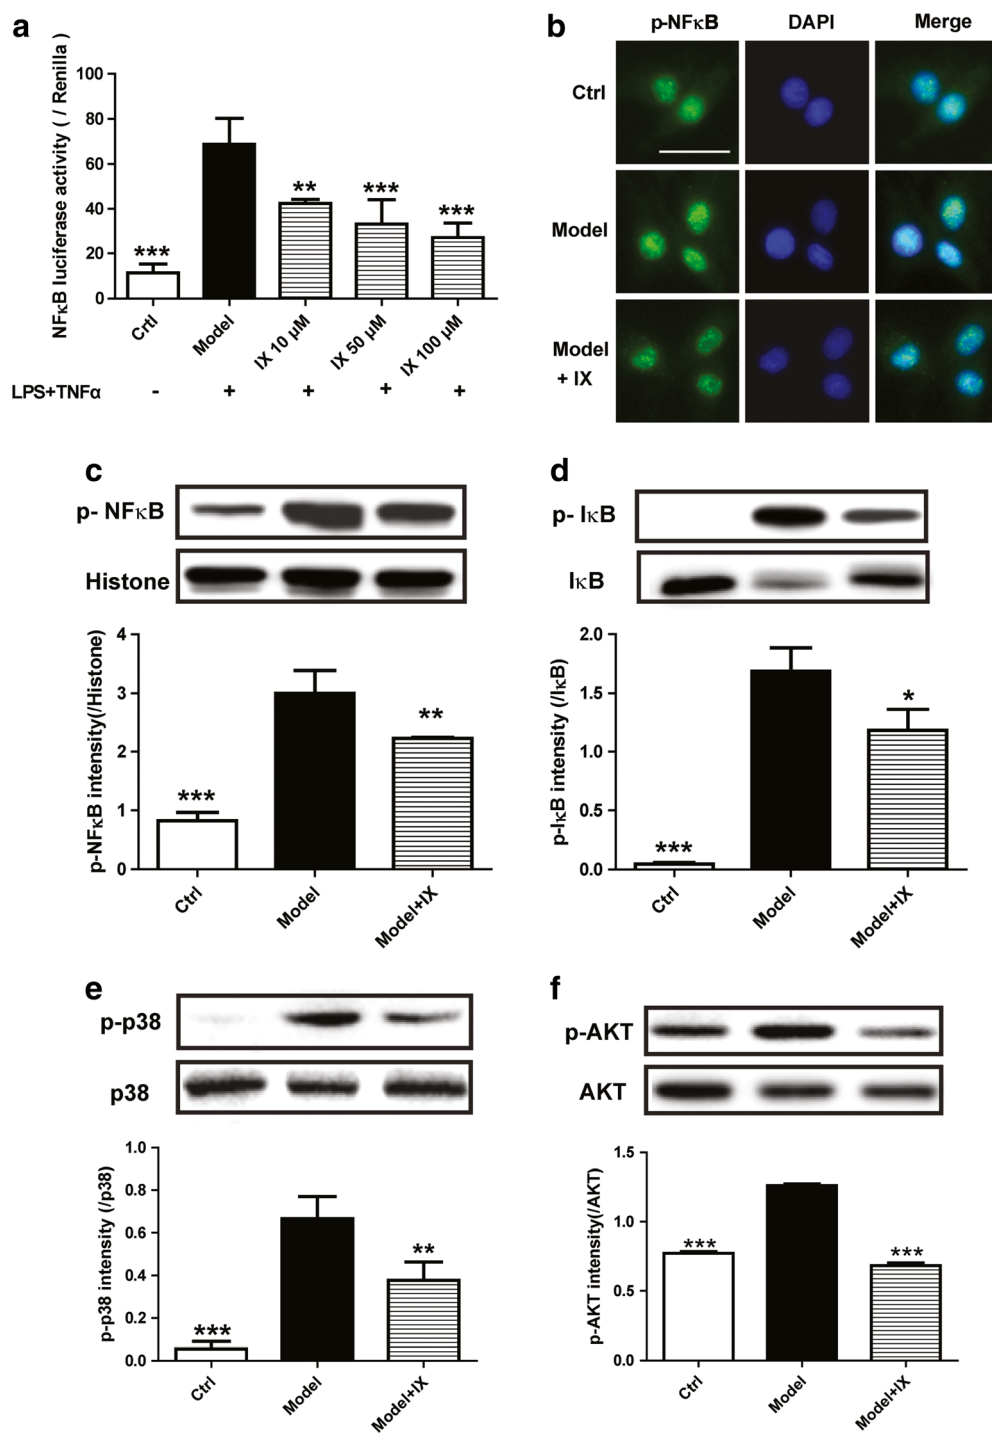 a
NFκB luciferase activity ( / Renilla )
100
80
60
40
20
0
***
**
***
***
Crtl
Model
IX 10 µM
IX 50 µM
IX 100 µM
LPS+TNFα
-
+
+
+
+
b
p-NFκB
DAPI
Merge
Ctrl
Model
Model
+ IX
c
p- NFκB
Histone
p-NFκB intensity(/Histone)
4
3
2
1
0
***
**
Ctrl
Model
Model+IX
d
p- IκB
IκB
p-IκB intensity (/IκB)
2.0
1.5
1.0
0.5
0.0
***
*
Ctrl
Model
Model+IX
e
p-p38
p38
p-p38 intensity (/p38)
1.0
0.8
0.6
0.4
0.2
0.0
***
**
Ctrl
Model
Model+IX
f
p-AKT
AKT
p-AKT intensity(/AKT)
1.5
1.0
0.5
0.0
***
***
Ctrl
Model
Model+IX